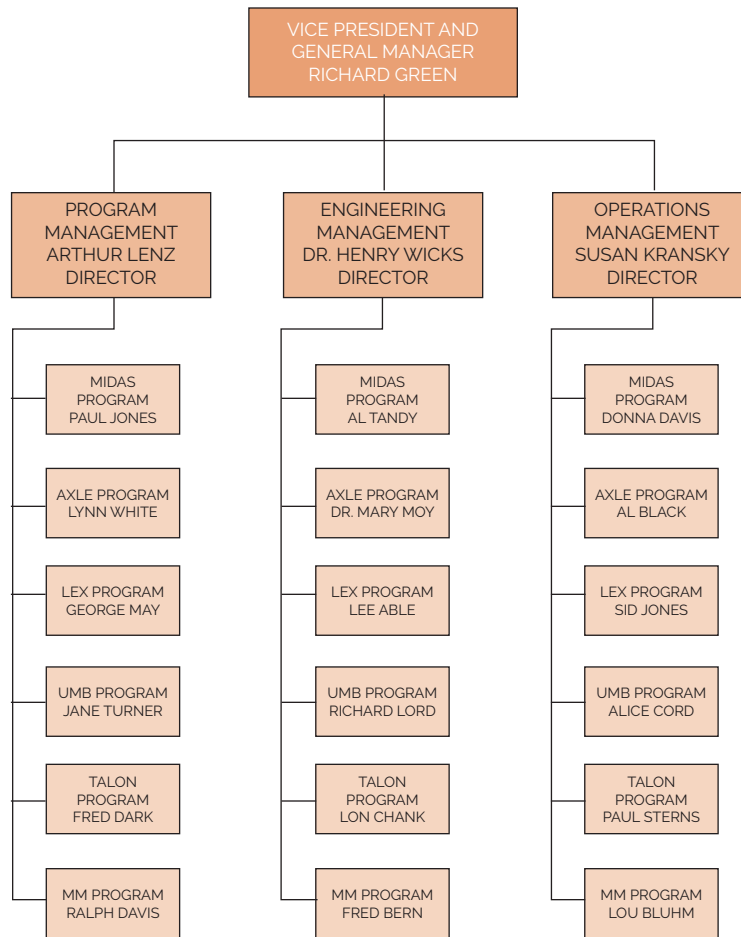 VICE PRESIDENT AND
GENERAL MANAGER
RICHARD GREEN
PROGRAM
MANAGEMENT
ARTHUR LENZ
DIRECTOR
ENGINEERING
MANAGEMENT
DR. HENRY WICKS
DIRECTOR
OPERATIONS
MANAGEMENT
SUSAN KRANSKY
DIRECTOR
MIDAS
PROGRAM
PAUL JONES
AXLE PROGRAM
LYNN WHITE
LEX PROGRAM
GEORGE MAY
UMB PROGRAM
JANE TURNER
TALON
PROGRAM
FRED DARK
MM PROGRAM
RALPH DAVIS
MIDAS
PROGRAM
AL TANDY
AXLE PROGRAM
DR. MARY MOY
LEX PROGRAM
LEE ABLE
UMB PROGRAM
RICHARD LORD
TALON
PROGRAM
LON CHANK
MM PROGRAM
FRED BERN
MIDAS
PROGRAM
DONNA DAVIS
AXLE PROGRAM
AL BLACK
LEX PROGRAM
SID JONES
UMB PROGRAM
ALICE CORD
TALON
PROGRAM
PAUL STERNS
MM PROGRAM
LOU BLUHM